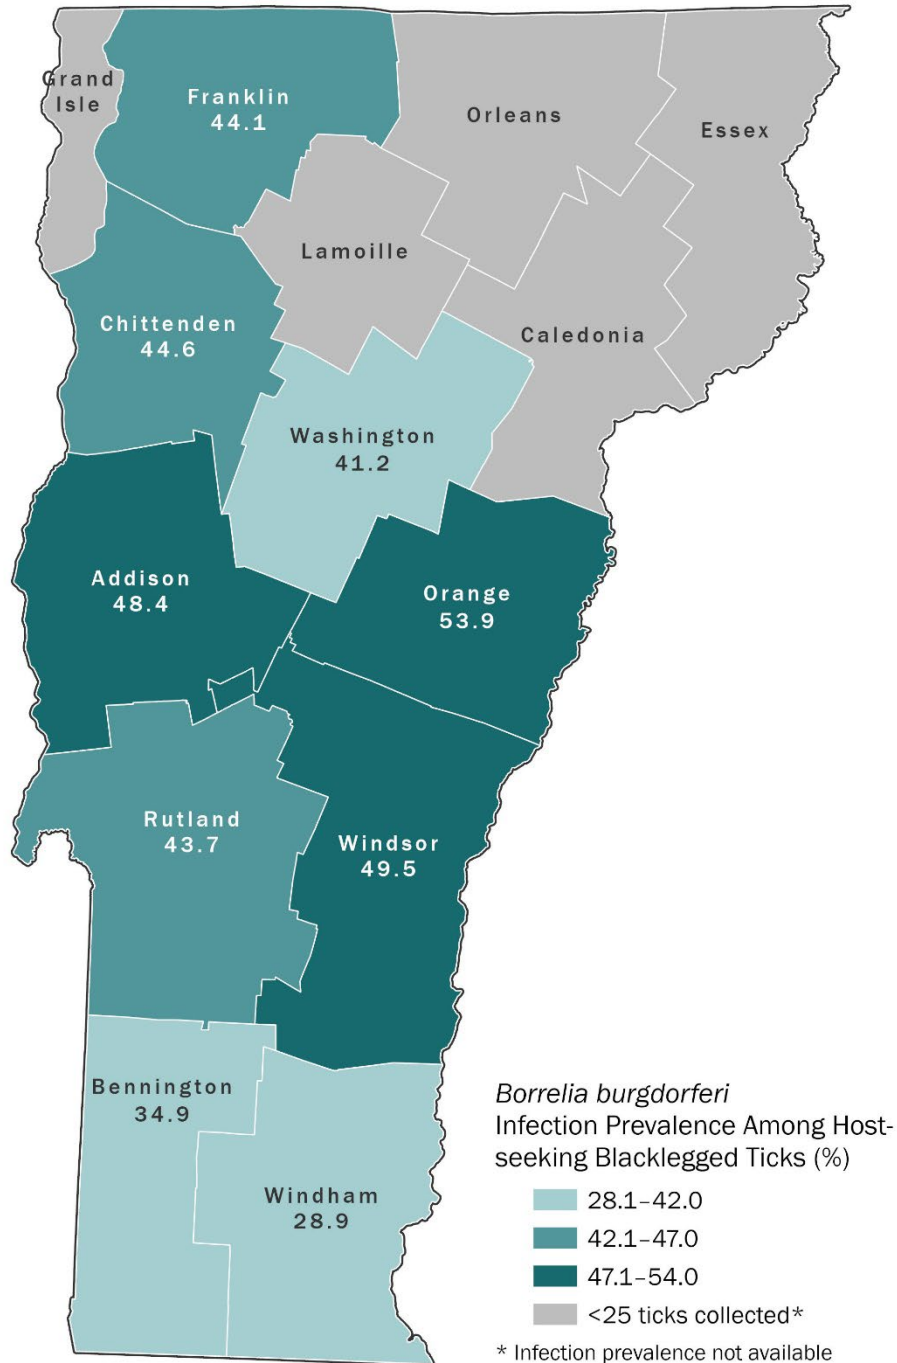 Grand
Isle
Franklin
44.1
Orleans
Essex
Lamoille
Chittenden
44.6
Caledonia
Washington
41.2
Addison
48.4
Orange
53.9
Rutland
43.7
Windsor
49.5
Bennington
34.9
Windham
28.9
Borrelia burgdorferi
Infection Prevalence Among Host-
seeking Blacklegged Ticks (%)
28.1–42.0
42.1–47.0
47.1–54.0
<25 ticks collected*
* Infection prevalence not available